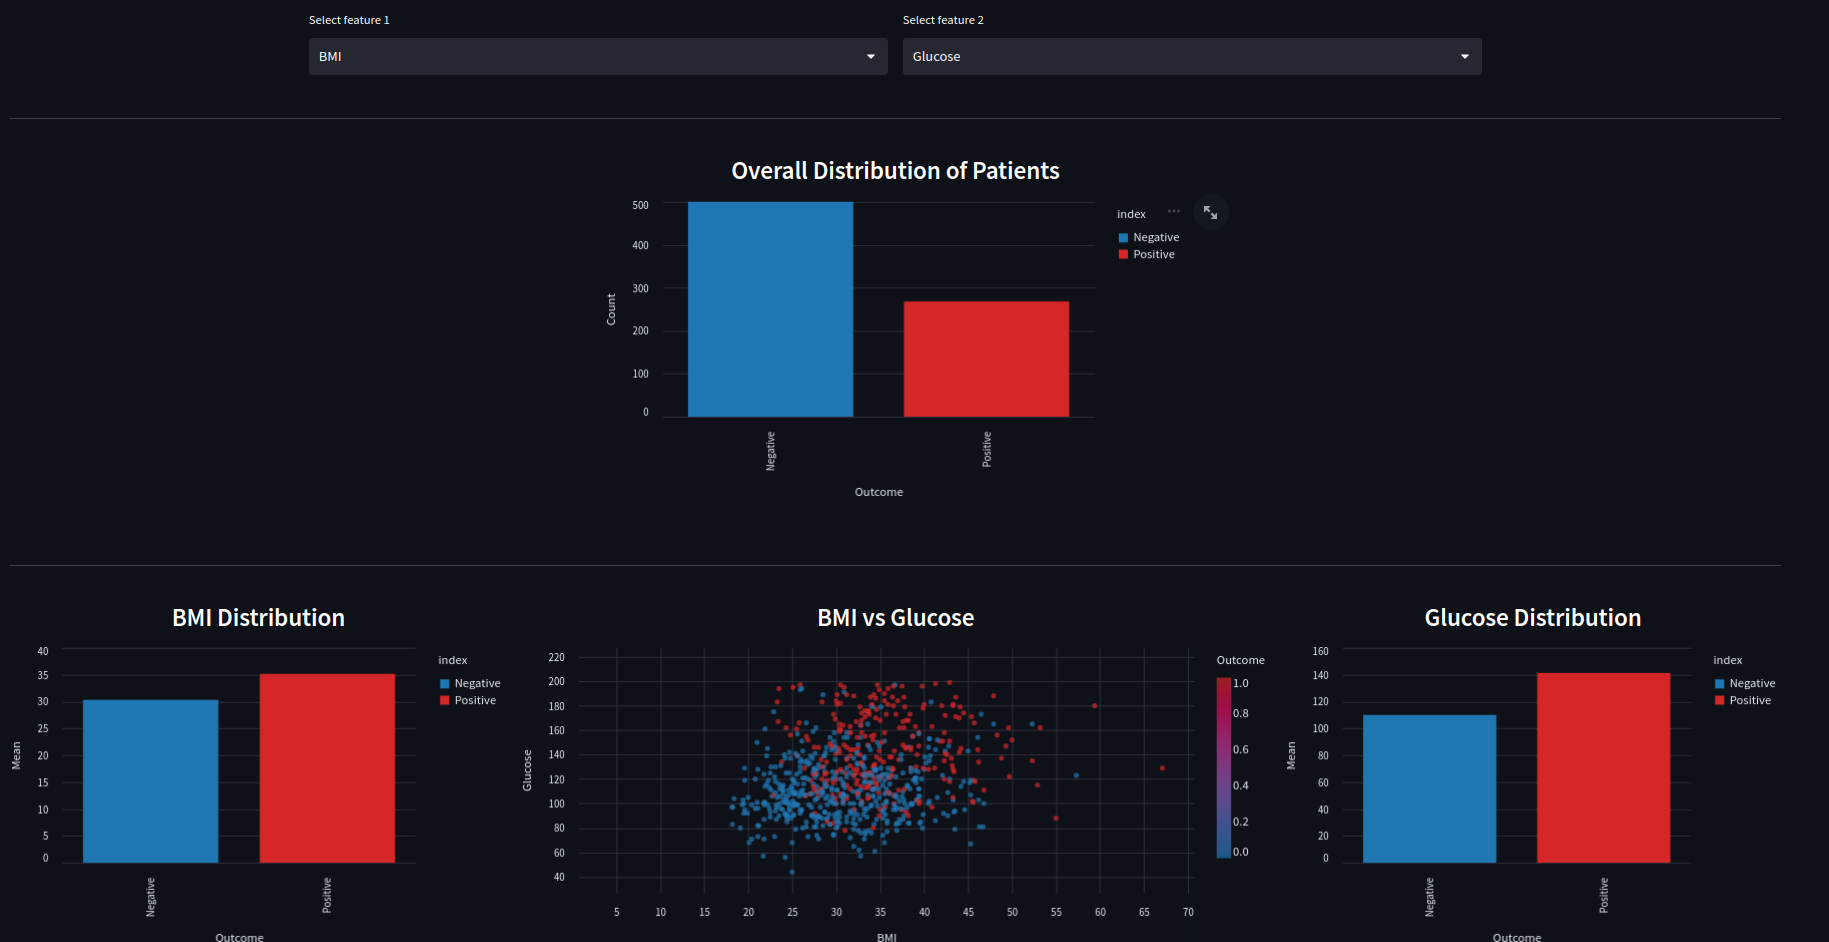 Select feature 1
Select feature 2
BMI
Glucose
Overall Distribution of Patients
500
400
300
200
100
0
Count
Negative
Positive
Outcome
index
...
Negative
Positive
BMI Distribution
40
35
30
25
20
15
10
5
0
Mean
Negative
Positive
Outcome
index
Negative
Positive
BMI vs Glucose
220
200
180
160
140
120
100
80
60
40
Glucose
5 10 15 20 25 30 35 40 45 50 55 60 65 70
BMI
Outcome
1.0
0.8
0.6
0.4
0.2
0.0
Glucose Distribution
160
140
120
100
80
60
40
20
0
Mean
Negative
Positive
Outcome
index
Negative
Positive